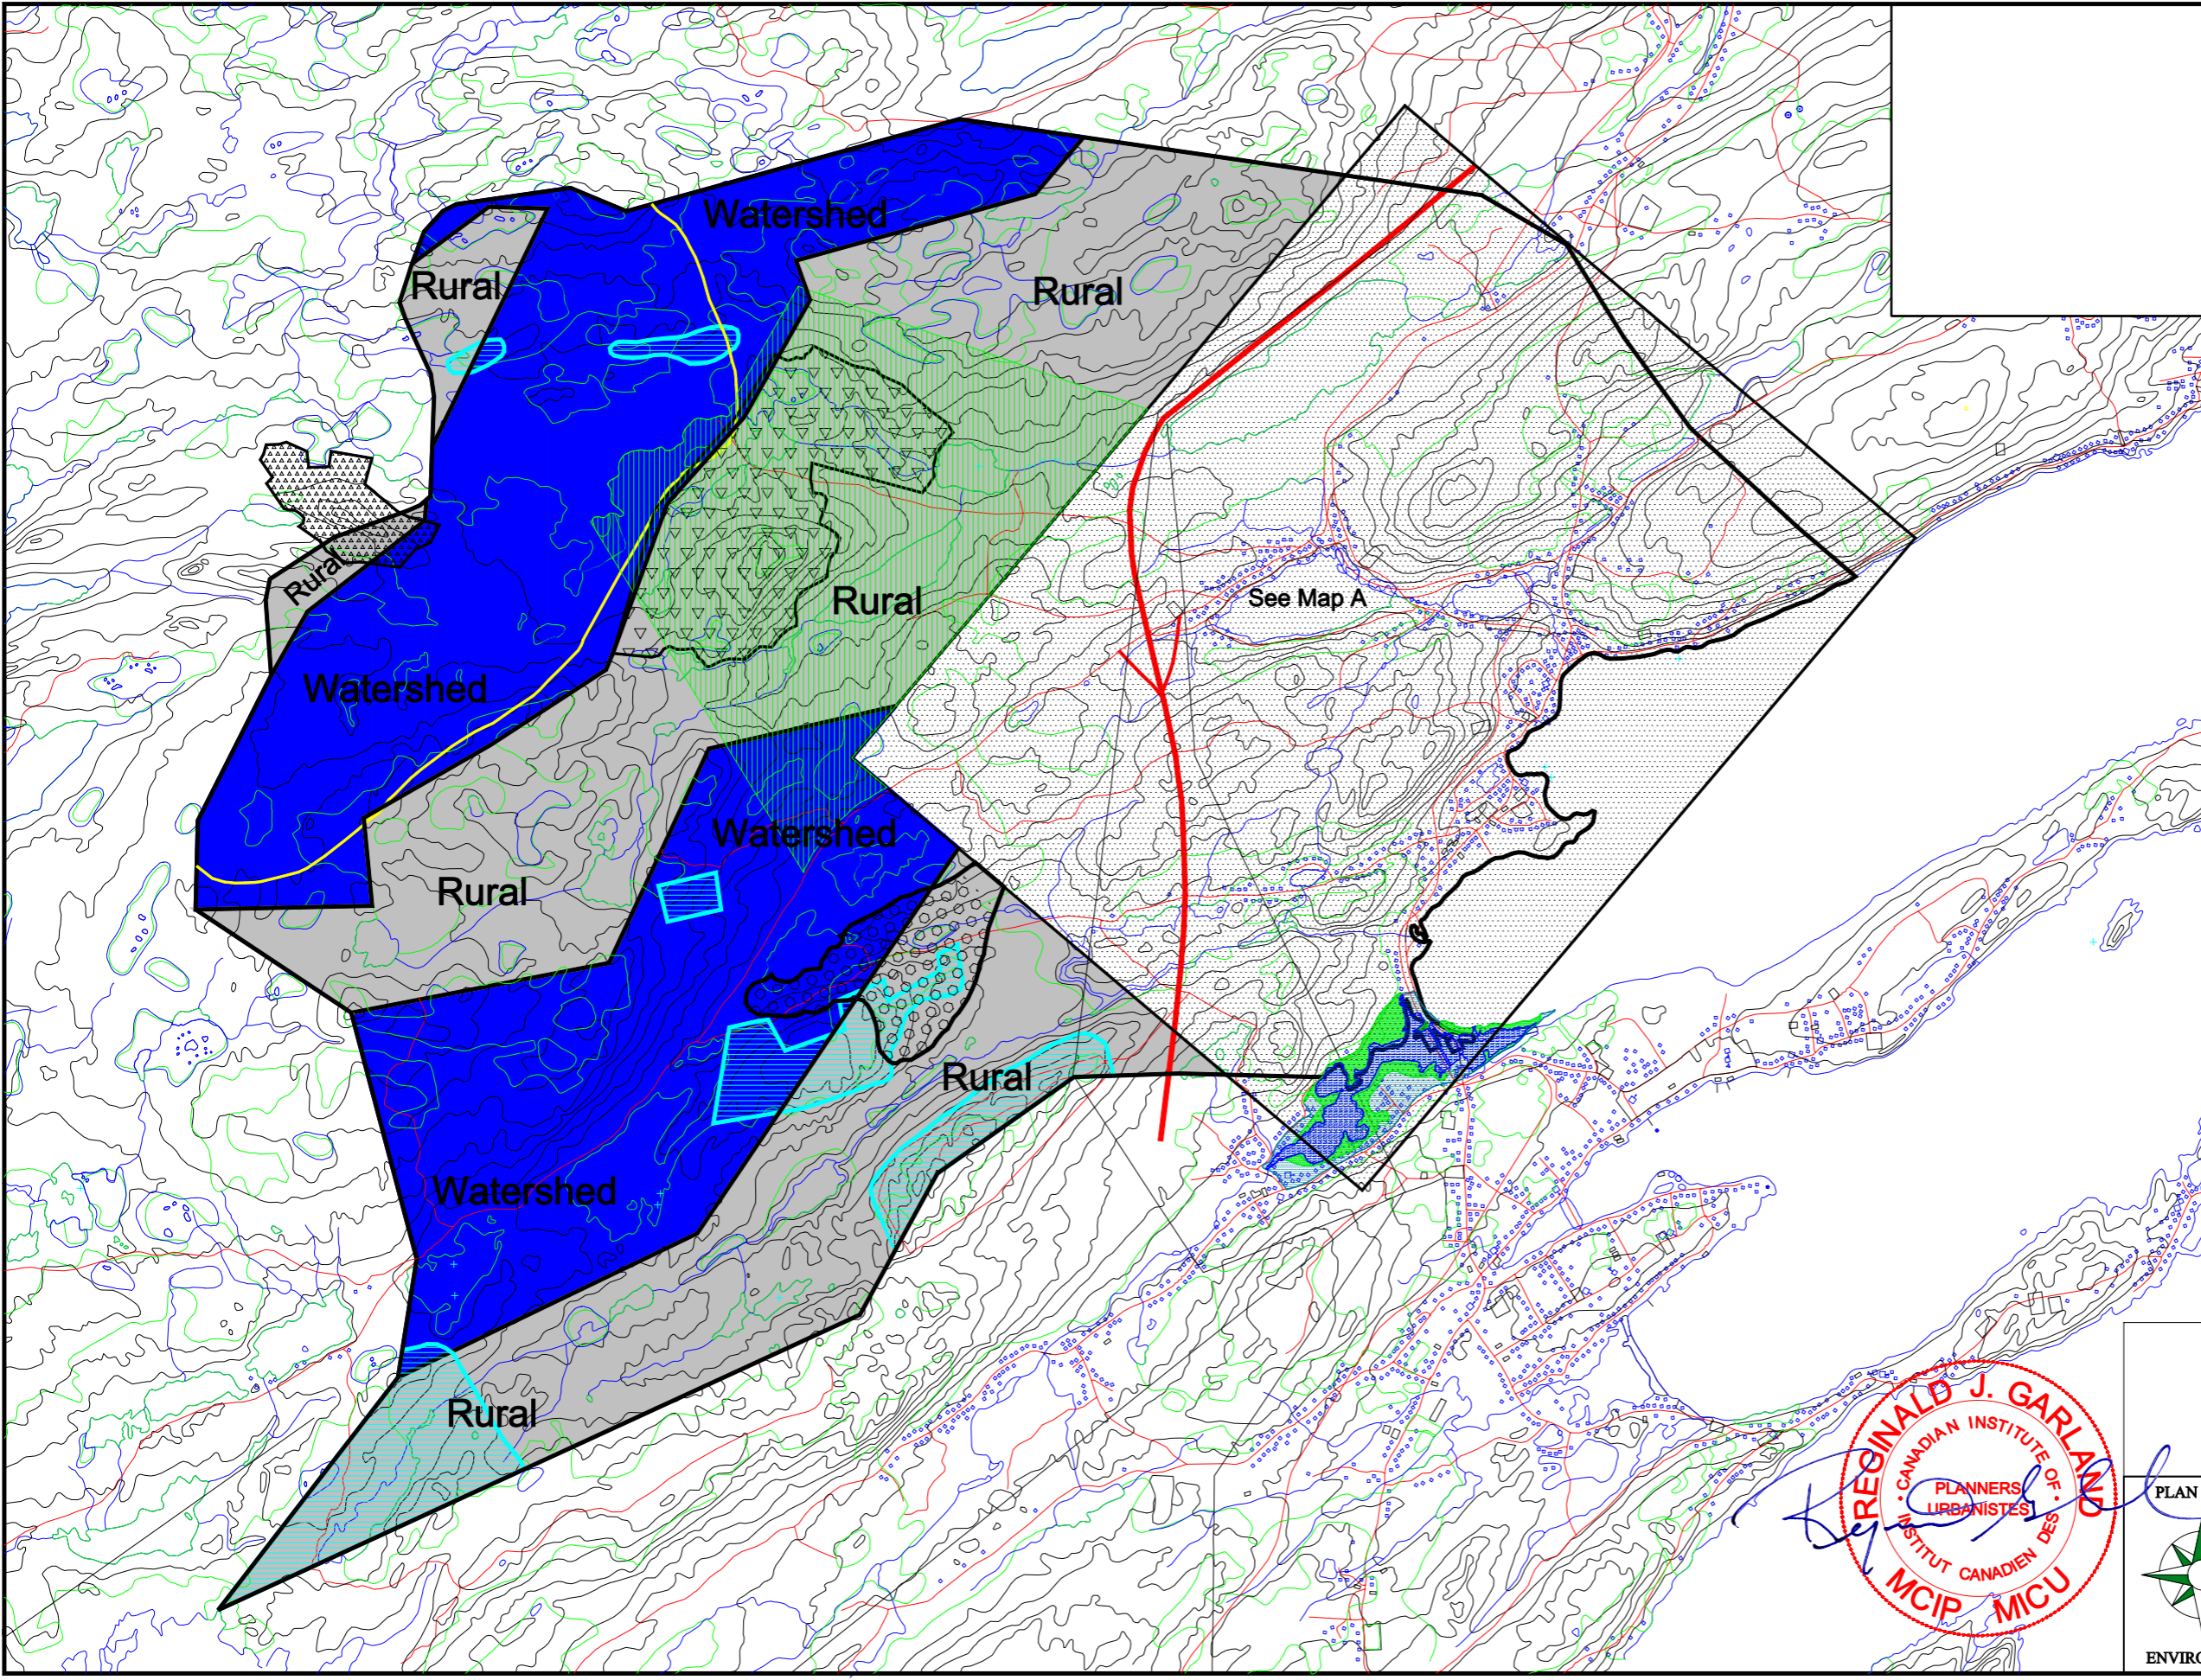 Watershed
Rural
Rural
Rural
Rural
See Map A
Watershed
Watershed
Rural
Rural
Watershed
Rural
REGINALD J. GARLAND
CANADIAN INSTITUTE OF
PLANNERS
URBANISTES
INSTITUT CANADIEN DES
MCIP MICU
PLAN